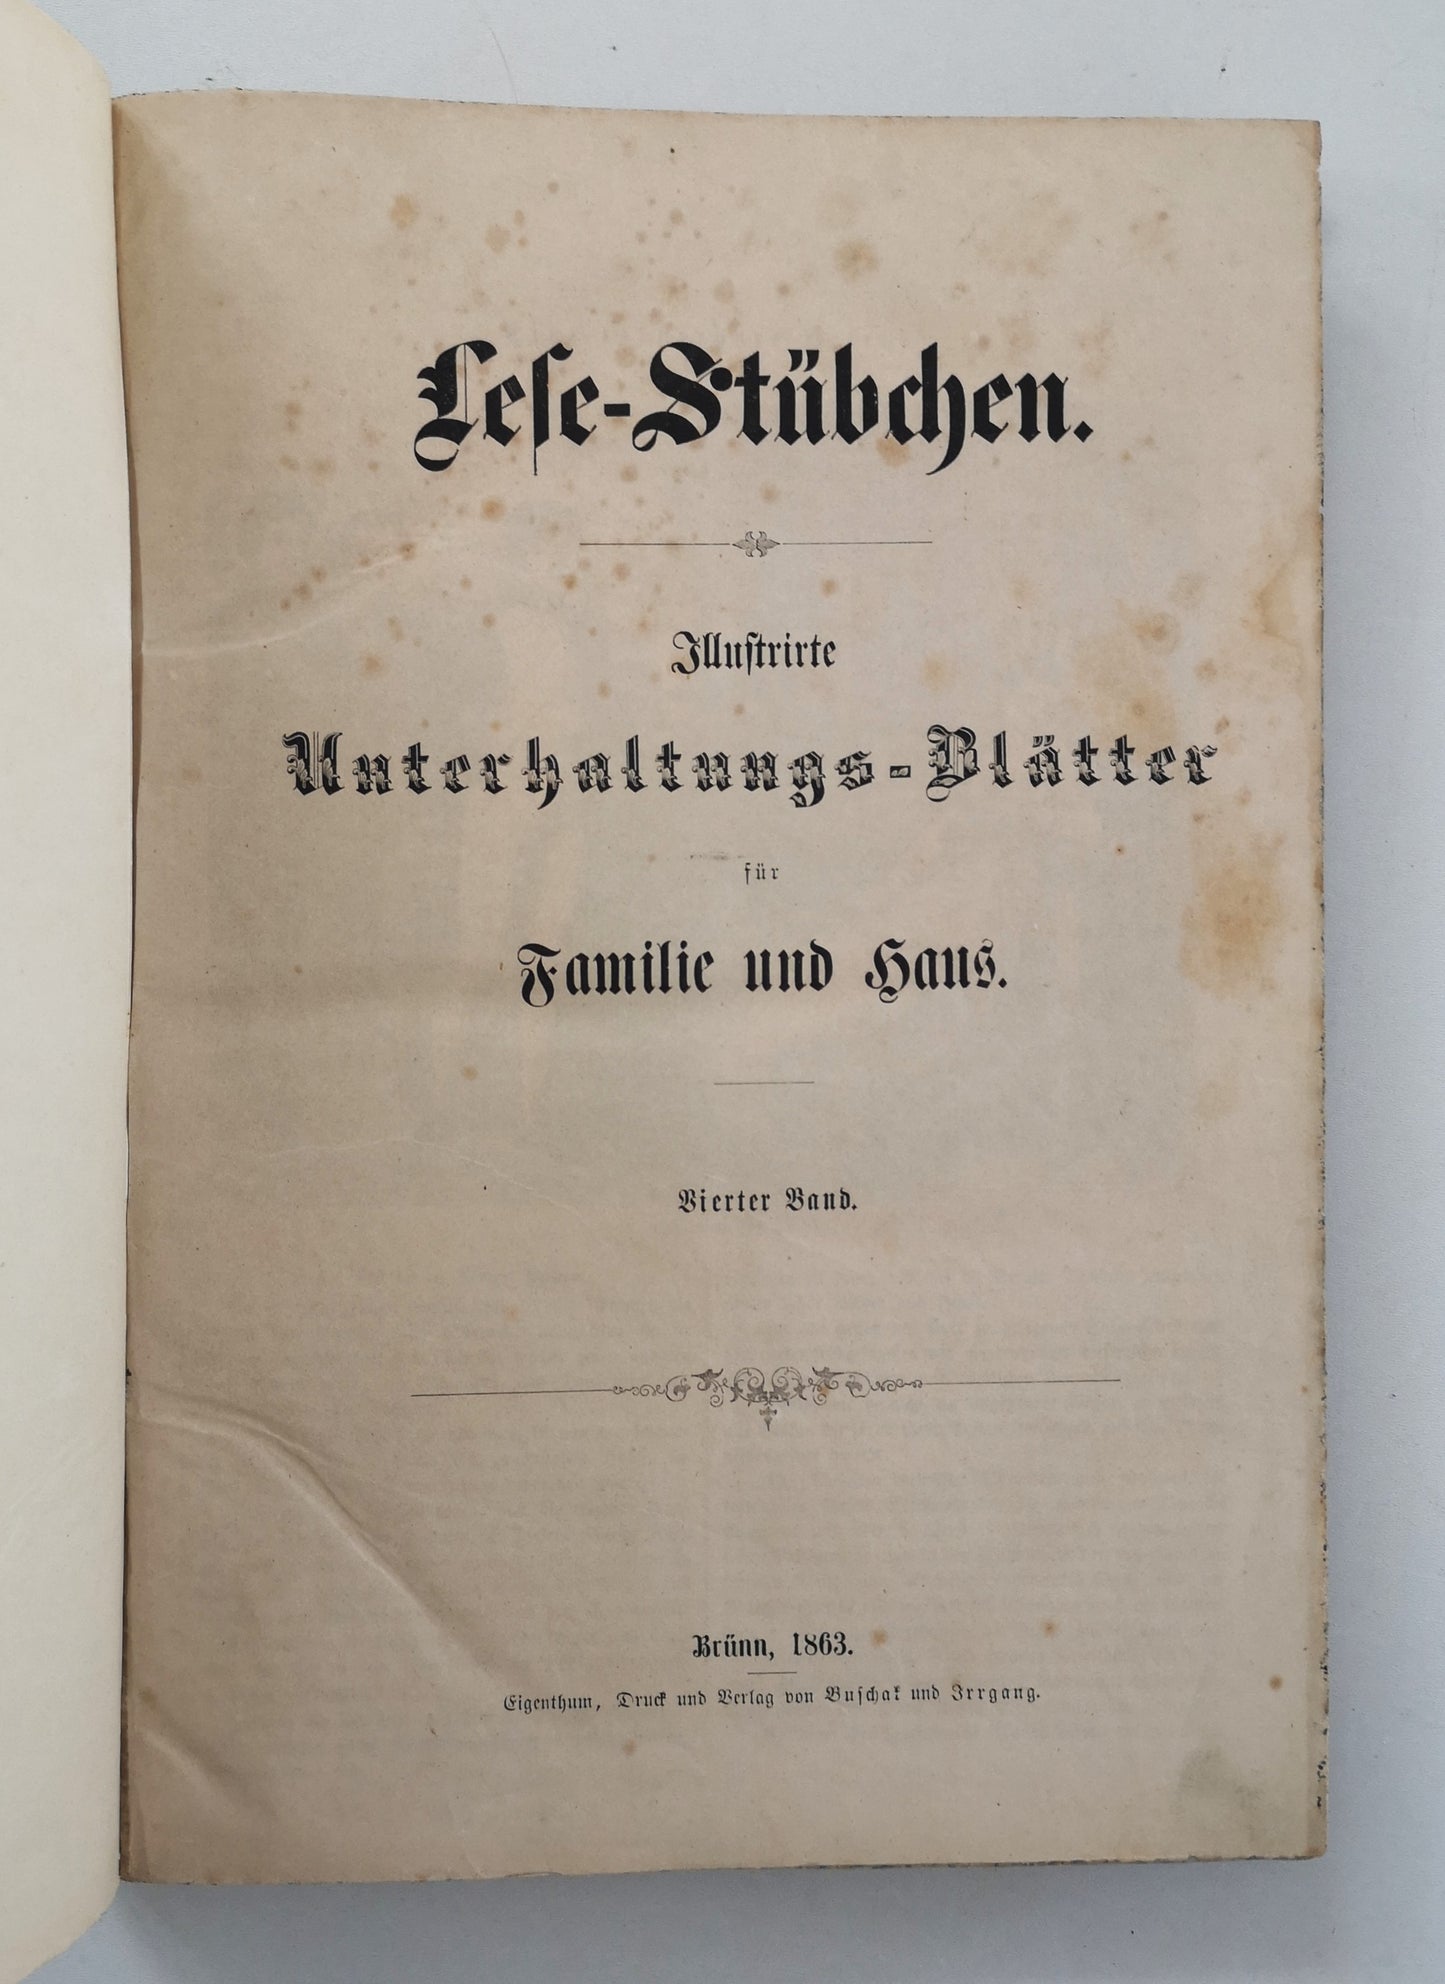 Lese-Stübchen.
Illustrirte
Unterhaltungs-Blätter
für
Familie und Haus.
Vierter Band.
Brünn, 1863.
Eigenthum, Druck und Verlag von Buschak und Irrgang.